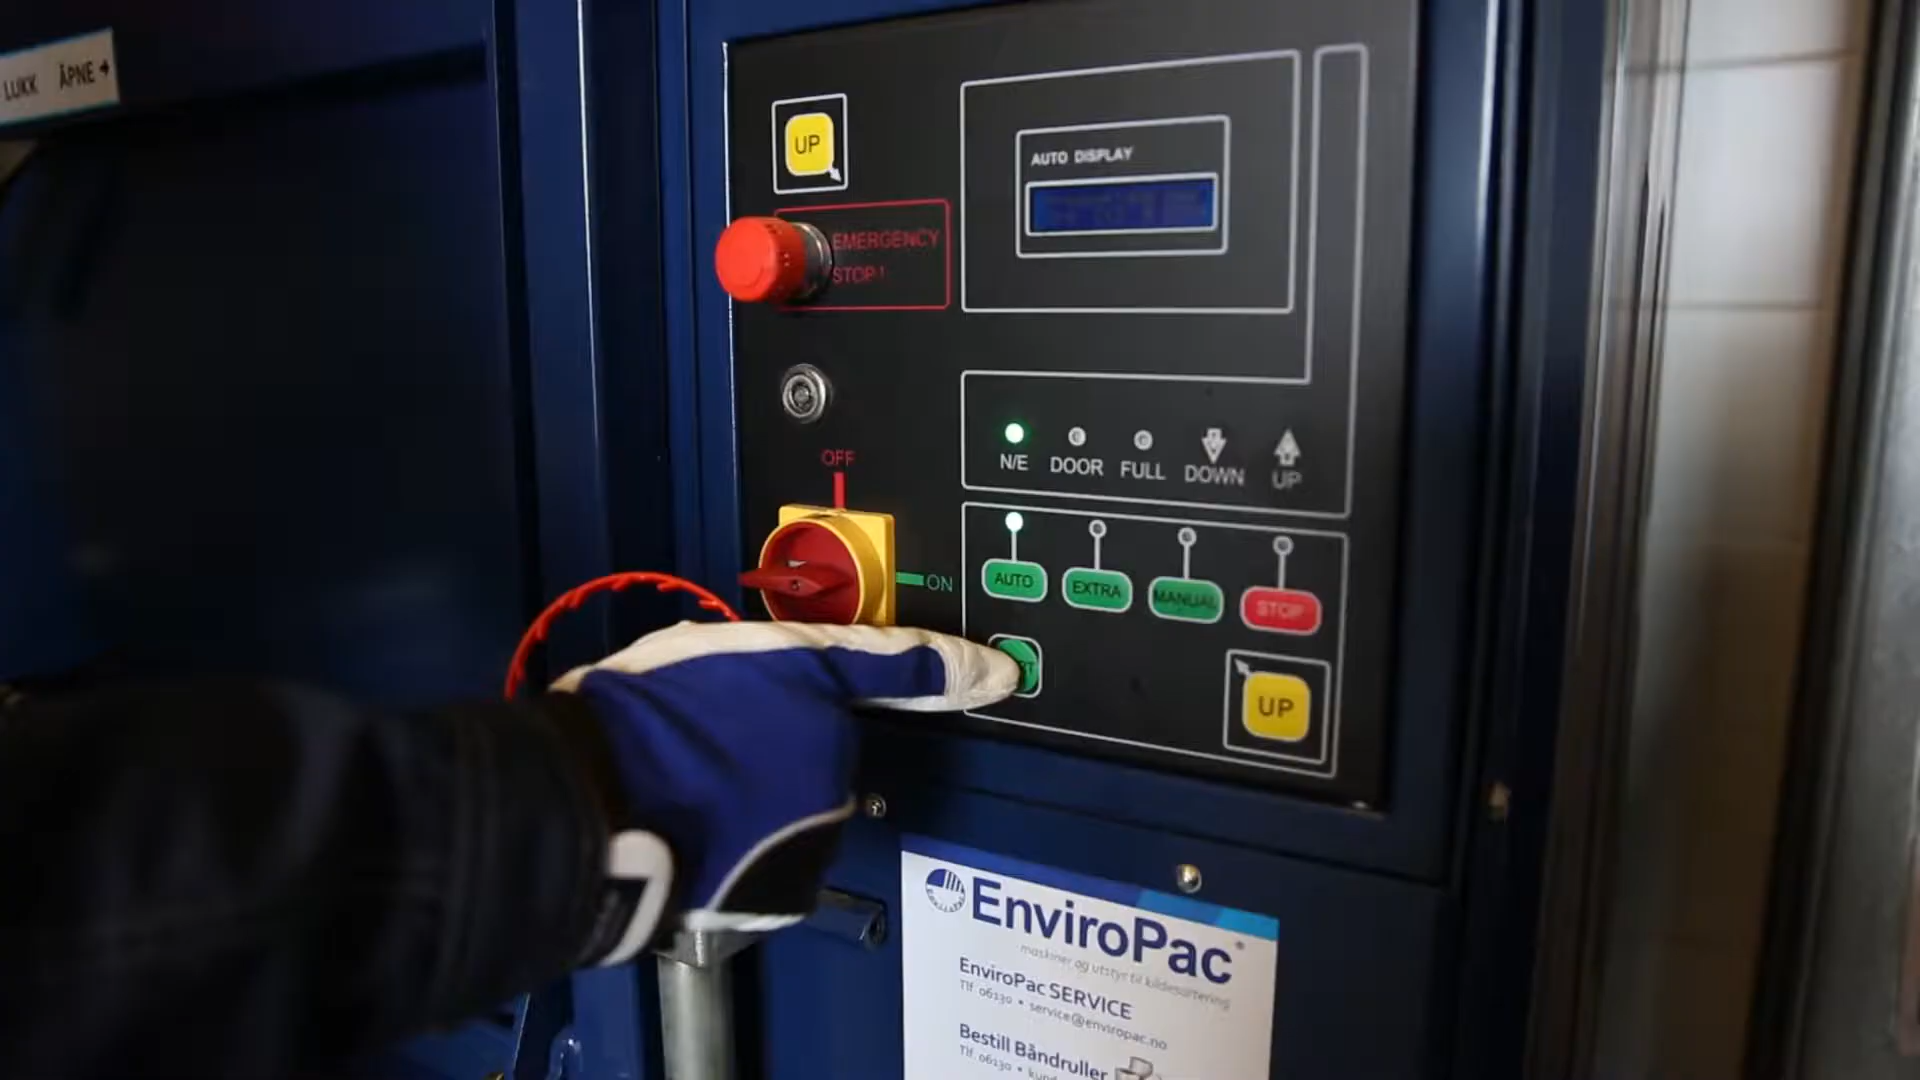 LUKK ÅPNE
UP
AUTO DISPLAY
EMERGENCY
STOP!
OFF
ON
N/E DOOR FULL DOWN UP
AUTO EXTRA MANUAL STOP
UP
EnviroPac
maskiner og utstyr til kildesortering
EnviroPac SERVICE
Tlf. 06130 • service@enviropac.no
Bestill Båndruller
Tlf. 06130 •